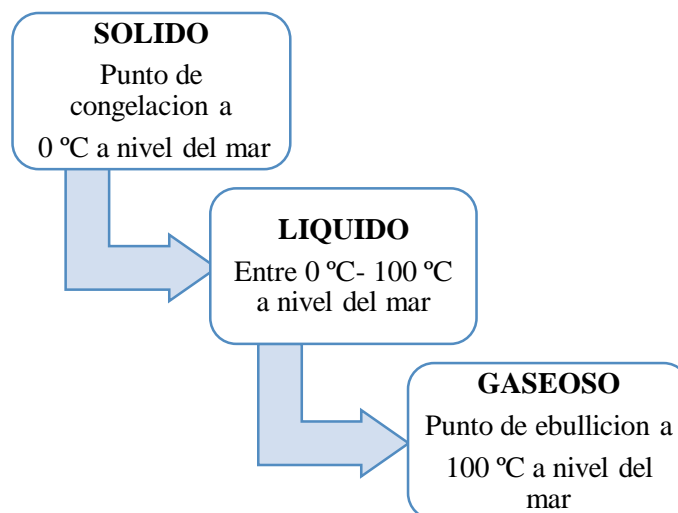 SOLIDO
Punto de
congelacion a
0 ºC a nivel del mar
LIQUIDO
Entre 0 ºC- 100 ºC
a nivel del mar
GASEOSO
Punto de ebullicion a
100 ºC a nivel del
mar